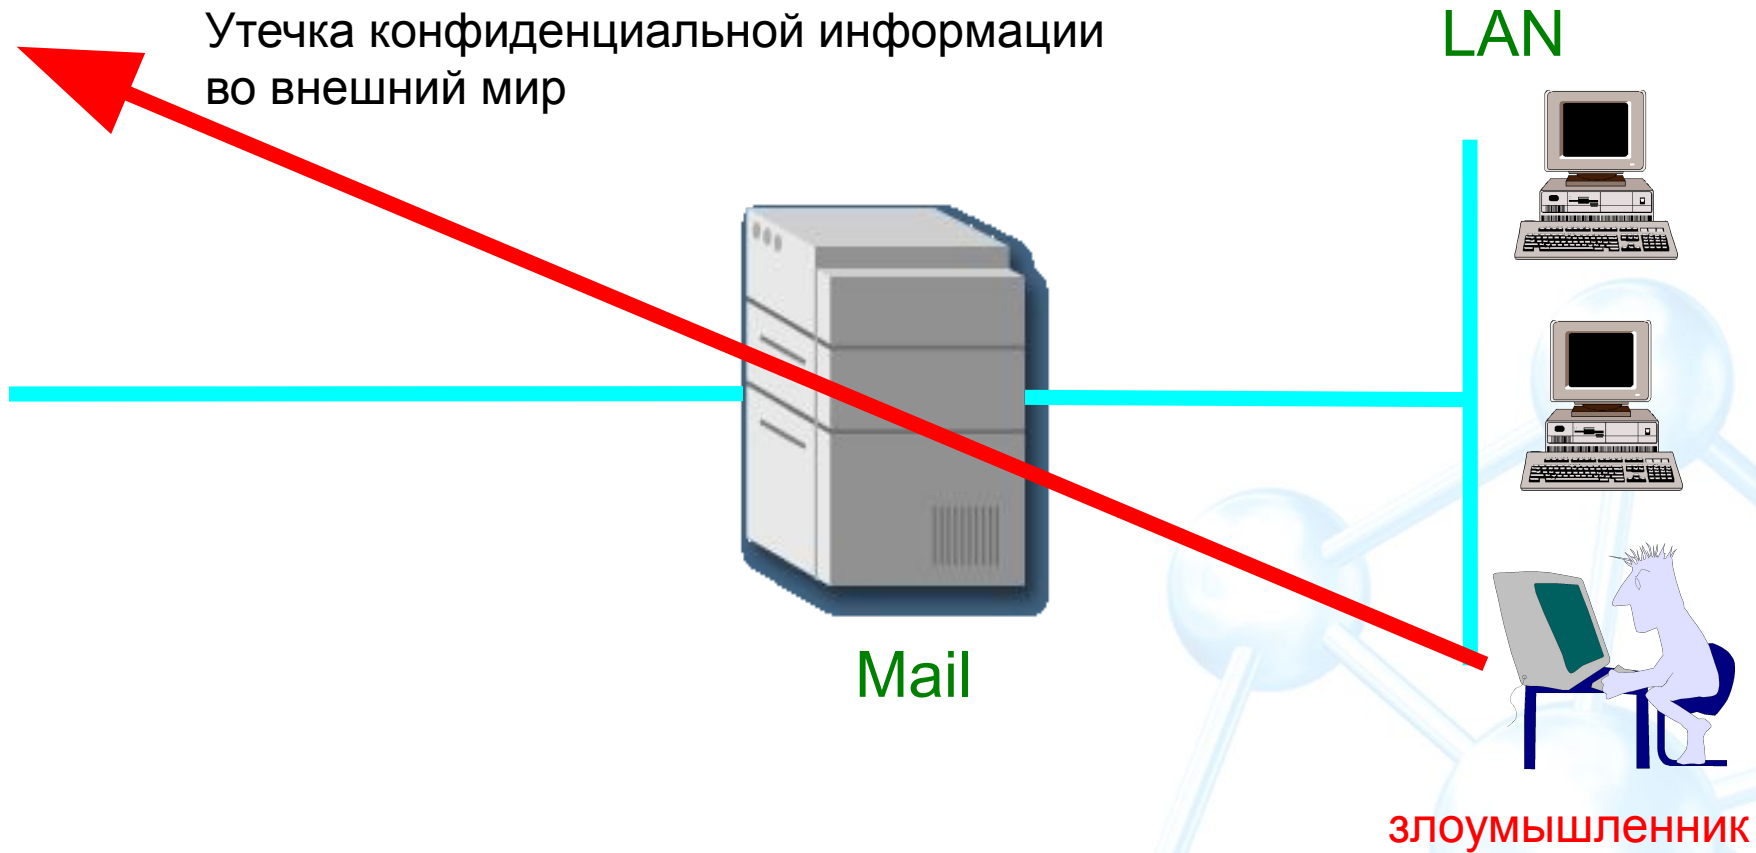 Утечка конфиденциальной информации
во внешний мир
LAN
Mail
злоумышленник